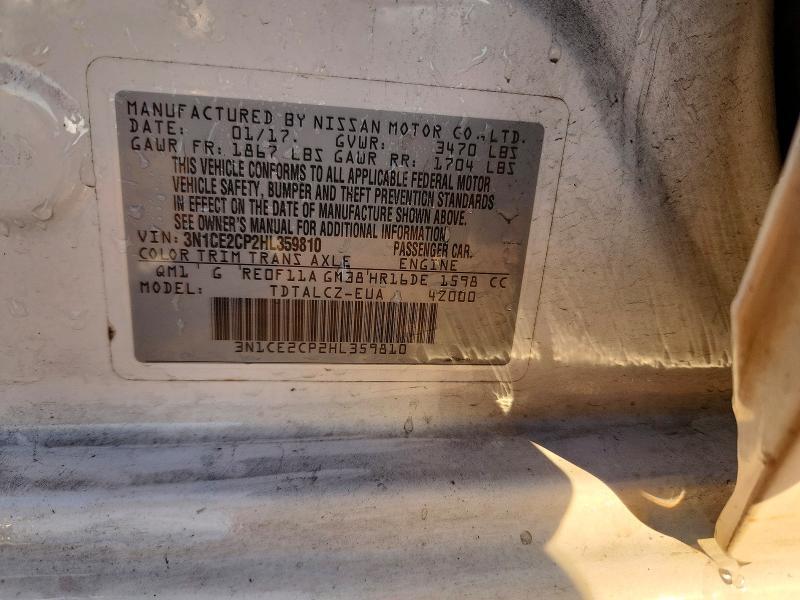 MANUFACTURED BY NISSAN MOTOR CO.,LTD.
DATE: 01/17. GVWR: 3470 LBS
GAWR FR: 1867 LBS GAWR RR: 1704 LBS
THIS VEHICLE CONFORMS TO ALL APPLICABLE FEDERAL MOTOR
VEHICLE SAFETY, BUMPER AND THEFT PREVENTION STANDARDS
IN EFFECT ON THE DATE OF MANUFACTURE SHOWN ABOVE.
SEE OWNER'S MANUAL FOR ADDITIONAL INFORMATION.
VIN: 3N1CE2CP2HL359810 PASSENGER CAR.
COLOR TRIM TRANS AXLE ENGINE
QM1 G RE0F11A GM38 HR16DE 1598 CC
MODEL: TDTALCZ-EUA 42000
3N1CE2CP2HL359810